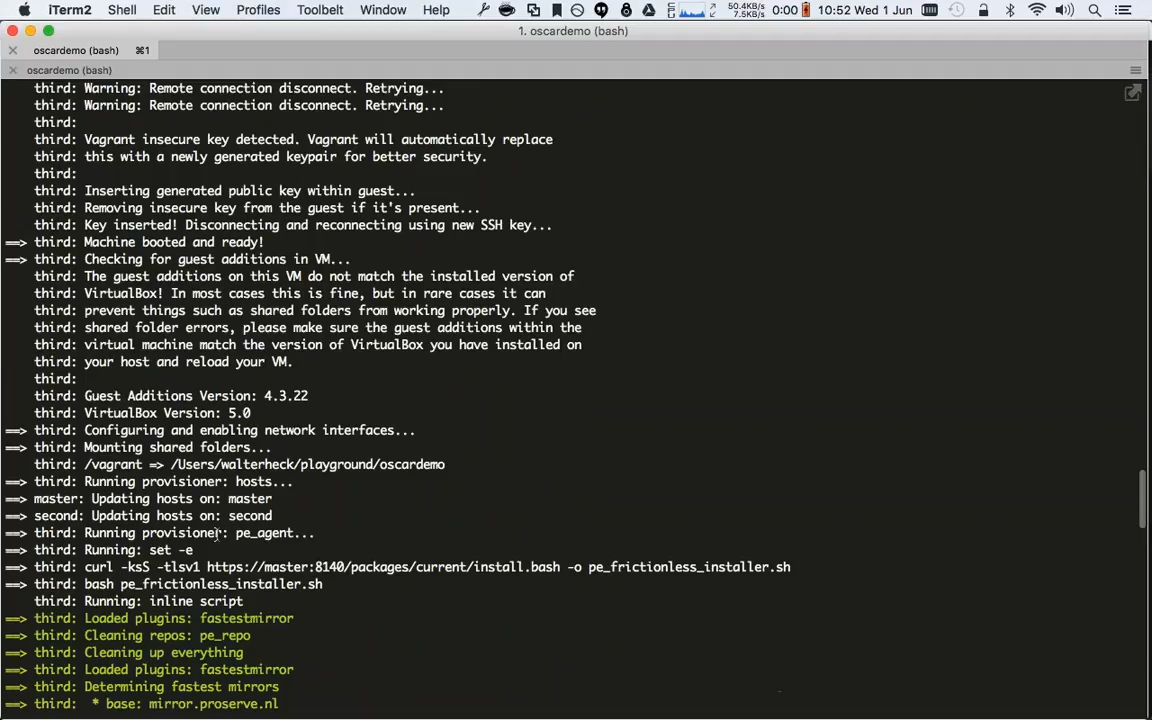 iTerm2 Shell Edit View Profiles Toolbelt Window Help 50.4KB/s 7.5KB/s 0:00 10:52 Wed 1 Jun
1. oscardemo (bash)
oscardemo (bash) ⌘1
oscardemo (bash)
third: Warning: Remote connection disconnect. Retrying...
third: Warning: Remote connection disconnect. Retrying...
third:
third: Vagrant insecure key detected. Vagrant will automatically replace
third: this with a newly generated keypair for better security.
third:
third: Inserting generated public key within guest...
third: Removing insecure key from the guest if it's present...
third: Key inserted! Disconnecting and reconnecting using new SSH key...
==> third: Machine booted and ready!
==> third: Checking for guest additions in VM...
third: The guest additions on this VM do not match the installed version of
third: VirtualBox! In most cases this is fine, but in rare cases it can
third: prevent things such as shared folders from working properly. If you see
third: shared folder errors, please make sure the guest additions within the
third: virtual machine match the version of VirtualBox you have installed on
third: your host and reload your VM.
third:
third: Guest Additions Version: 4.3.22
third: VirtualBox Version: 5.0
==> third: Configuring and enabling network interfaces...
==> third: Mounting shared folders...
third: /vagrant => /Users/walterheck/playground/oscardemo
==> third: Running provisioner: hosts...
==> master: Updating hosts on: master
==> second: Updating hosts on: second
==> third: Running provisioner: pe_agent...
==> third: Running: set -e
==> third: curl -ksS -tlsv1 https://master:8140/packages/current/install.bash -o pe_frictionless_installer.sh
==> third: bash pe_frictionless_installer.sh
third: Running: inline script
==> third: Loaded plugins: fastestmirror
==> third: Cleaning repos: pe_repo
==> third: Cleaning up everything
==> third: Loaded plugins: fastestmirror
==> third: Determining fastest mirrors
==> third:  * base: mirror.proserve.nl